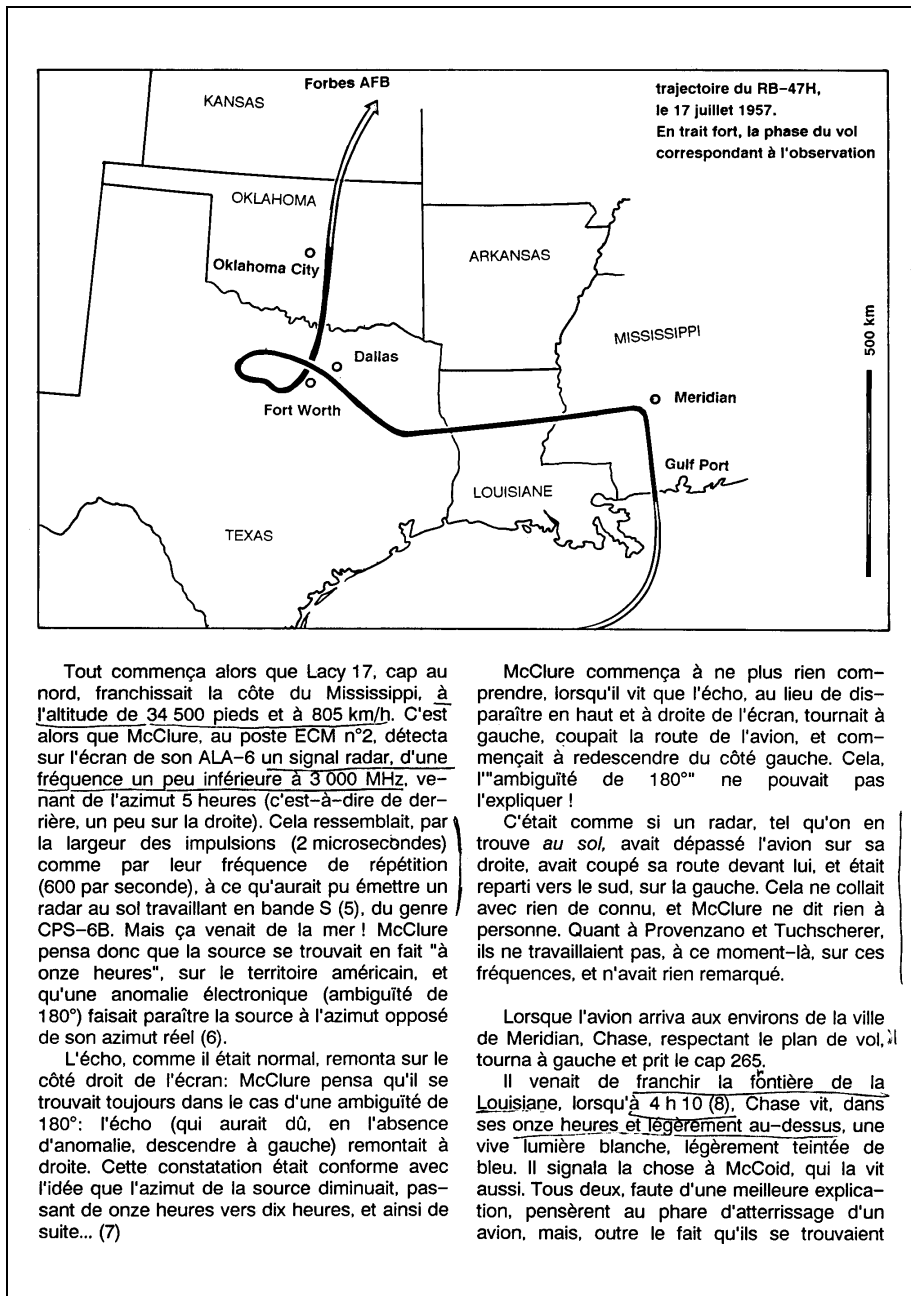 Forbes AFB
KANSAS
trajectoire du RB-47H,
le 17 juillet 1957.
En trait fort, la phase du vol
correspondant à l'observation
OKLAHOMA
Oklahoma City
ARKANSAS
MISSISSIPPI
500 km
Dallas
Fort Worth
Meridian
Gulf Port
LOUISIANE
TEXAS
Tout commença alors que Lacy 17, cap au
nord, franchissait la côte du Mississippi, à
l'altitude de 34 500 pieds et à 805 km/h. C'est
alors que McClure, au poste ECM n°2, détecta
sur l'écran de son ALA-6 un signal radar, d'une
fréquence un peu inférieure à 3 000 MHz, ve-
nant de l'azimut 5 heures (c'est-à-dire de der-
rière, un peu sur la droite). Cela ressemblait, par
la largeur des impulsions (2 microsecondes)
comme par leur fréquence de répétition
(600 par seconde), à ce qu'aurait pu émettre un
radar au sol travaillant en bande S (5), du genre
CPS-6B. Mais ça venait de la mer ! McClure
pensa donc que la source se trouvait en fait "à
onze heures", sur le territoire américain, et
qu'une anomalie électronique (ambiguïté de
180°) faisait paraître la source à l'azimut opposé
de son azimut réel (6).
L'écho, comme il était normal, remonta sur le
côté droit de l'écran: McClure pensa qu'il se
trouvait toujours dans le cas d'une ambiguïté de
180°: l'écho (qui aurait dû, en l'absence
d'anomalie, descendre à gauche) remontait à
droite. Cette constatation était conforme avec
l'idée que l'azimut de la source diminuait, pas-
sant de onze heures vers dix heures, et ainsi de
suite... (7)
McClure commença à ne plus rien com-
prendre, lorsqu'il vit que l'écho, au lieu de dis-
paraître en haut et à droite de l'écran, tournait à
gauche, coupait la route de l'avion, et com-
mençait à redescendre du côté gauche. Cela,
l'"ambiguïté de 180°" ne pouvait pas
l'expliquer !
C'était comme si un radar, tel qu'on en
trouve au sol, avait dépassé l'avion sur sa
droite, avait coupé sa route devant lui, et était
reparti vers le sud, sur la gauche. Cela ne collait
avec rien de connu, et McClure ne dit rien à
personne. Quant à Provenzano et Tuchscherer,
ils ne travaillaient pas, à ce moment-là, sur ces
fréquences, et n'avait rien remarqué.
Lorsque l'avion arriva aux environs de la ville
de Meridian, Chase, respectant le plan de vol,
tourna à gauche et prit le cap 265.
Il venait de franchir la fontière de la
Louisiane, lorsqu'à 4 h 10 (8), Chase vit, dans
ses onze heures et légèrement au-dessus, une
vive lumière blanche, légèrement teintée de
bleu. Il signala la chose à McCoid, qui la vit
aussi. Tous deux, faute d'une meilleure explica-
tion, pensèrent au phare d'atterrissage d'un
avion, mais, outre le fait qu'ils se trouvaient